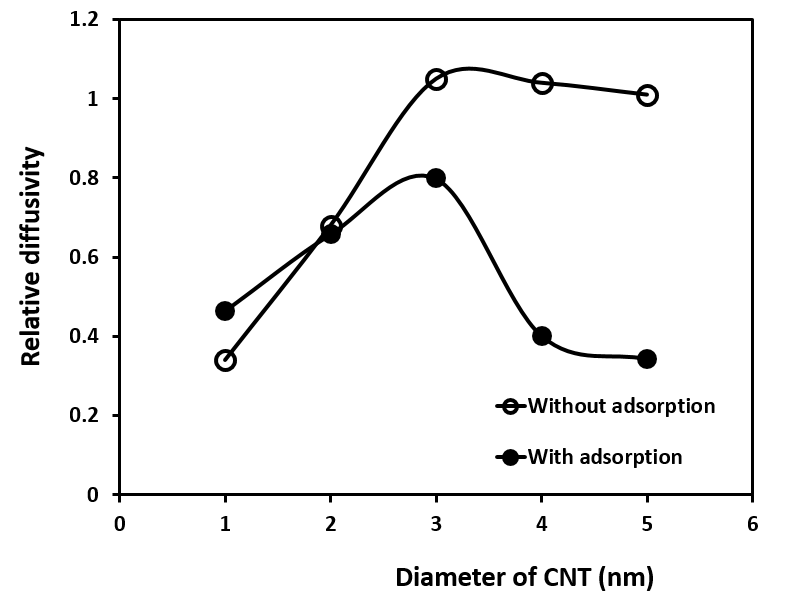 1.2
1
0.8
0.6
0.4
0.2
0
Relative diffusivity
Without adsorption
With adsorption
0 1 2 3 4 5 6
Diameter of CNT (nm)